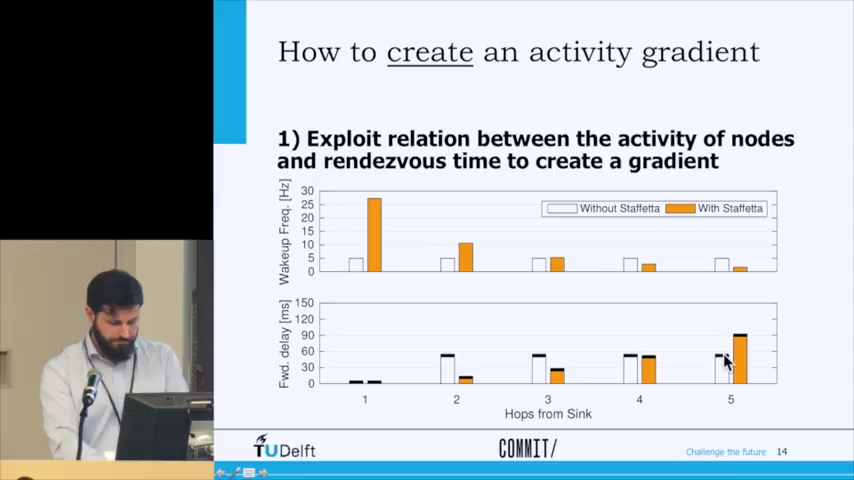 How to create an activity gradient
1) Exploit relation between the activity of nodes
and rendezvous time to create a gradient
Wakeup Freq. [Hz]
30
25
20
15
10
5
0
Without Staffetta
With Staffetta
Fwd. delay [ms]
150
120
90
60
30
0
1 2 3 4 5
Hops from Sink
TUDelft
COMMIT/
Challenge the future 14